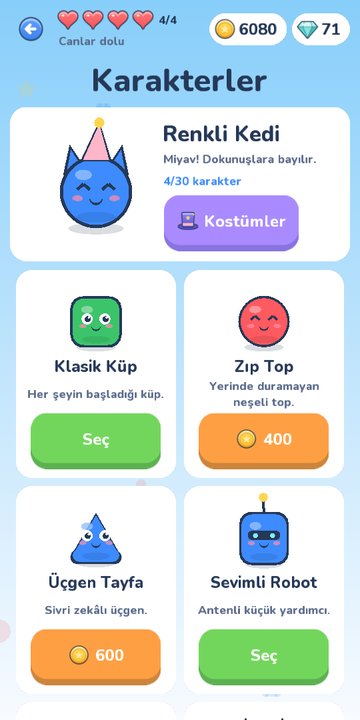 4/4
6080
71
Canlar dolu
Karakterler
Renkli Kedi
Miyav! Dokunuşlara bayılır.
4/30 karakter
Kostümler
Klasik Küp
Her şeyin başladığı küp.
Seç
Zıp Top
Yerinde duramayan
neşeli top.
400
Üçgen Tayfa
Sivri zekâlı üçgen.
600
Sevimli Robot
Antenli küçük yardımcı.
Seç